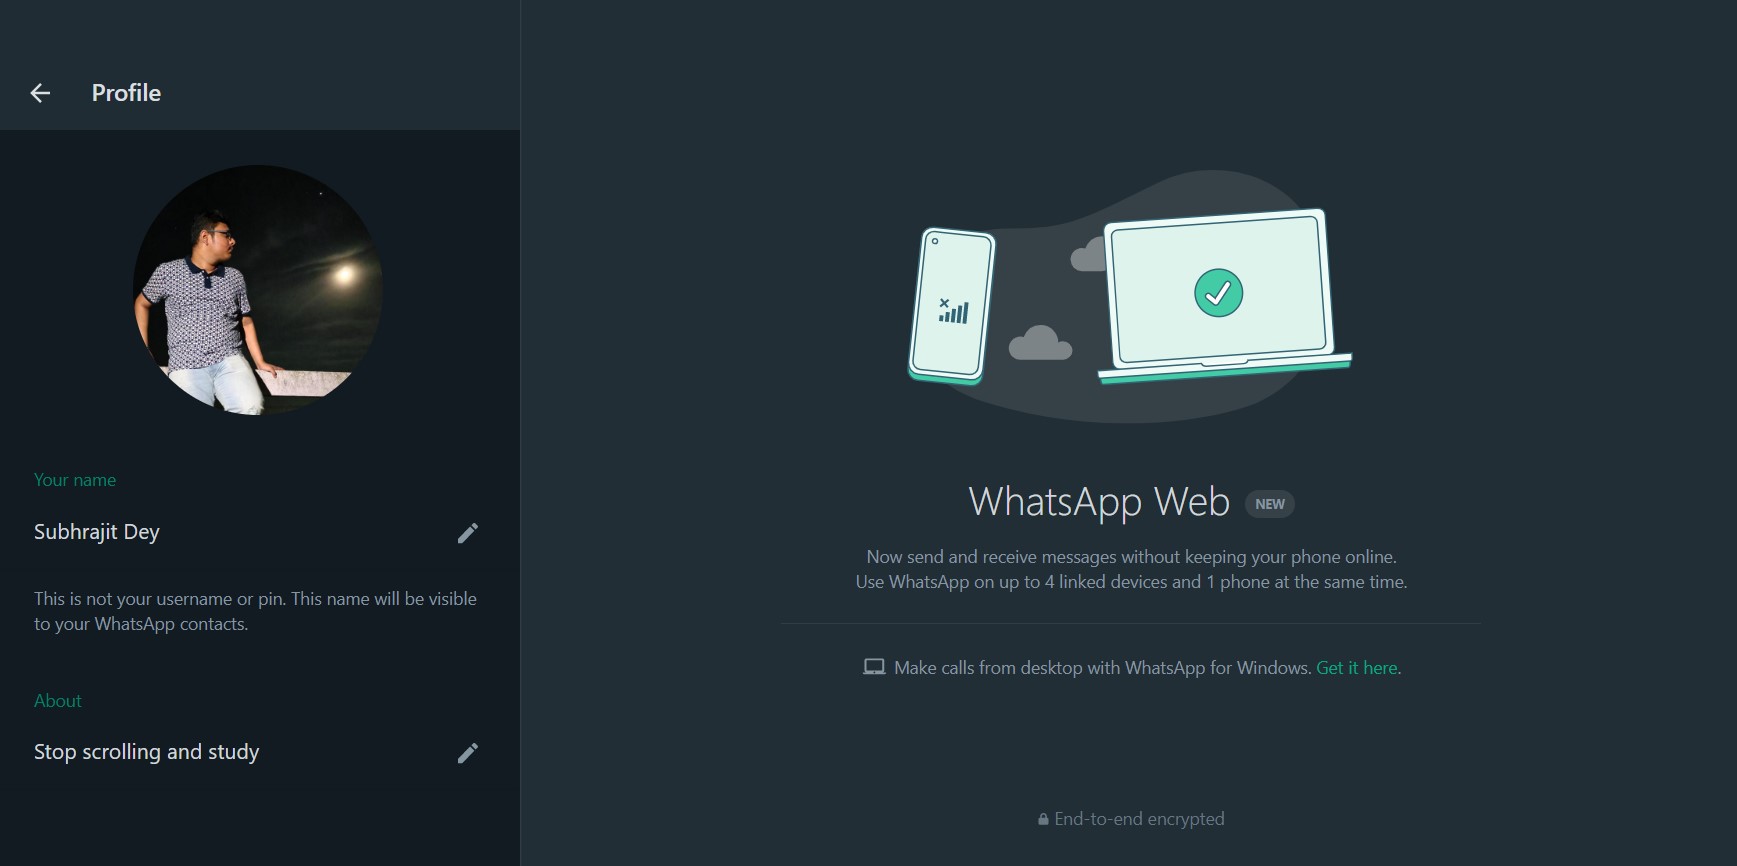 Profile
Your name
Subhrajit Dey
This is not your username or pin. This name will be visible
to your WhatsApp contacts.
About
Stop scrolling and study
WhatsApp Web NEW
Now send and receive messages without keeping your phone online.
Use WhatsApp on up to 4 linked devices and 1 phone at the same time.
Make calls from desktop with WhatsApp for Windows. Get it here.
End-to-end encrypted